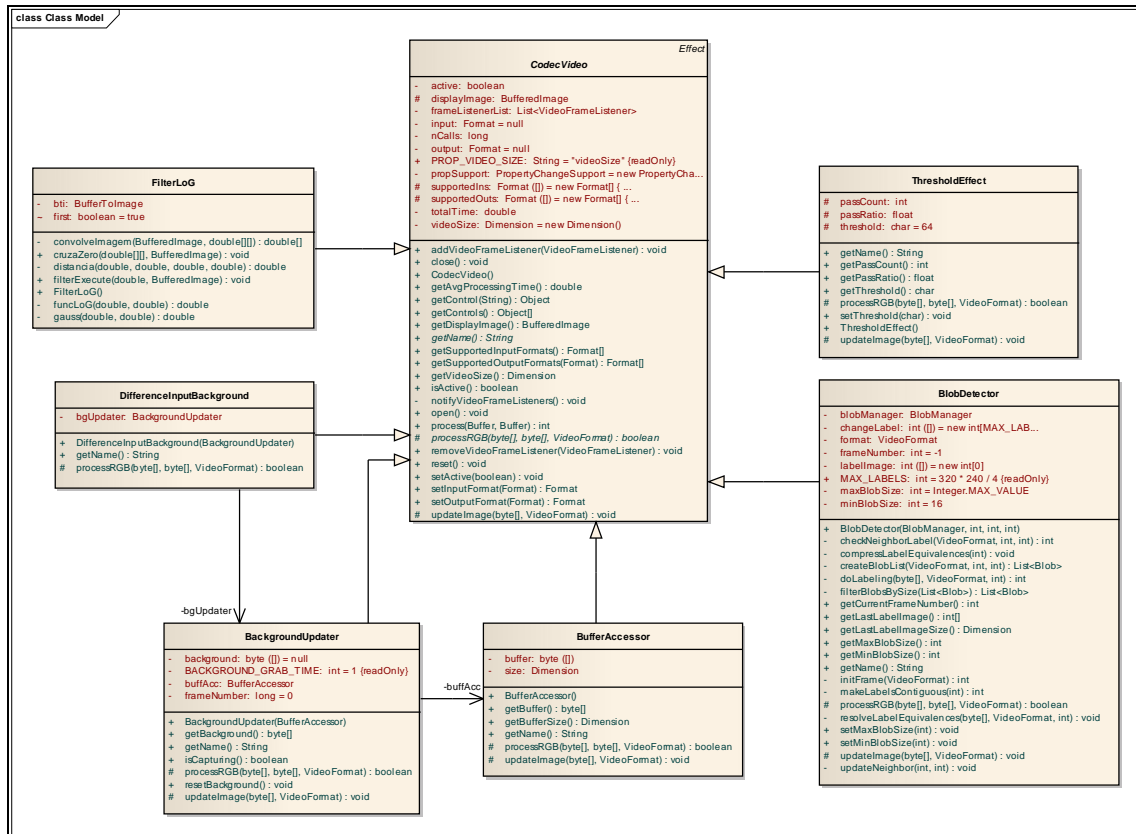 class Class Model
Effect
CodecVideo
- active: boolean
# displayImage: BufferedImage
- frameListenerList: List<VideoFrameListener>
- input: Format = null
- nCalls: long
- output: Format = null
+ PROP_VIDEO_SIZE: String = "videoSize" {readOnly}
- propSupport: PropertyChangeSupport = new PropertyCha...
# supportedIns: Format ([]) = new Format[] { ...
# supportedOuts: Format ([]) = new Format[] { ...
- totalTime: double
- videoSize: Dimension = new Dimension()
+ addVideoFrameListener(VideoFrameListener) : void
+ close() : void
+ CodecVideo()
+ getAvgProcessingTime() : double
+ getControl(String) : Object
+ getControls() : Object[]
+ getDisplayImage() : BufferedImage
+ getName() : String
+ getSupportedInputFormats() : Format[]
+ getSupportedOutputFormats(Format) : Format[]
+ getVideoSize() : Dimension
+ isActive() : boolean
- notifyVideoFrameListeners() : void
+ open() : void
+ process(Buffer, Buffer) : int
# processRGB(byte[], byte[], VideoFormat) : boolean
+ removeVideoFrameListener(VideoFrameListener) : void
+ reset() : void
+ setActive(boolean) : void
+ setInputFormat(Format) : Format
+ setOutputFormat(Format) : Format
# updateImage(byte[], VideoFormat) : void
FilterLoG
- bti: BufferToImage
~ first: boolean = true
- convolveImagem(BufferedImage, double[][]) : double[]
+ cruzaZero(double[][], BufferedImage) : void
- distancia(double, double, double, double) : double
+ filterExecute(double, BufferedImage) : void
+ FilterLoG()
- funcLoG(double, double) : double
- gauss(double, double) : double
ThresholdEffect
# passCount: int
# passRatio: float
# threshold: char = 64
+ getName() : String
+ getPassCount() : int
+ getPassRatio() : float
+ getThreshold() : char
# processRGB(byte[], byte[], VideoFormat) : boolean
+ setThreshold(char) : void
+ ThresholdEffect()
# updateImage(byte[], VideoFormat) : void
DifferenceInputBackground
- bgUpdater: BackgroundUpdater
+ DifferenceInputBackground(BackgroundUpdater)
+ getName() : String
# processRGB(byte[], byte[], VideoFormat) : boolean
BlobDetector
- blobManager: BlobManager
- changeLabel: int ([]) = new int[MAX_LAB...
- format: VideoFormat
- frameNumber: int = -1
- labelImage: int ([]) = new int[0]
+ MAX_LABELS: int = 320 * 240 / 4 {readOnly}
- maxBlobSize: int = Integer.MAX_VALUE
- minBlobSize: int = 16
+ BlobDetector(BlobManager, int, int, int)
- checkNeighborLabel(VideoFormat, int, int) : int
- compressLabelEquivalences(int) : void
- createBlobList(VideoFormat, int, int) : List<Blob>
- doLabeling(byte[], VideoFormat, int) : int
- filterBlobsBySize(List<Blob>) : List<Blob>
+ getCurrentFrameNumber() : int
+ getLastLabelImage() : int[]
+ getLastLabelImageSize() : Dimension
+ getMaxBlobSize() : int
+ getMinBlobSize() : int
+ getName() : String
- initFrame(VideoFormat) : void
- makeLabelsContiguous(int) : int
# processRGB(byte[], byte[], VideoFormat) : boolean
- resolveLabelEquivalences(byte[], VideoFormat, int) : void
+ setMaxBlobSize(int) : void
+ setMinBlobSize(int) : void
# updateImage(byte[], VideoFormat) : void
- updateNeighbor(int, int) : void
-bgUpdater
BackgroundUpdater
- background: byte ([]) = null
- BACKGROUND_GRAB_TIME: int = 1 {readOnly}
- buffAcc: BufferAccessor
- frameNumber: long = 0
+ BackgroundUpdater(BufferAccessor)
+ getBackground() : byte[]
+ getName() : String
+ isCapturing() : boolean
# processRGB(byte[], byte[], VideoFormat) : boolean
+ resetBackground() : void
# updateImage(byte[], VideoFormat) : void
-buffAcc
BufferAccessor
- buffer: byte ([])
- size: Dimension
+ BufferAccessor()
+ getBuffer() : byte[]
+ getBufferSize() : Dimension
+ getName() : String
# processRGB(byte[], byte[], VideoFormat) : boolean
# updateImage(byte[], VideoFormat) : void